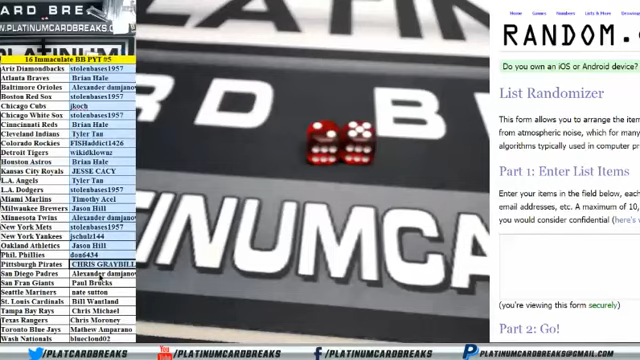 ARD BRE
WWW.PLATINUMCARDBREAKS.
PLATINUM
16 Immaculate BB PYT #5
Ariz Diamondbacks stolenbases1957
Atlanta Braves Brian Hale
Baltimore Orioles Alexander damjano
Boston Red Sox stolenbases1957
Chicago Cubs jkoch
Chicago White Sox stolenbases1957
Cinncinati Reds Brian Hale
Cleveland Indians Tyler Tan
Colorado Rockies FISHaddict1426
Detroit Tigers wikidklownz
Houston Astros Brian Hale
Kansas City Royals JESSE CACY
L.A. Angels Tyler Tan
L.A. Dodgers stolenbases1957
Miami Marlins Timothy Acel
Milwaukee Brewers Jason Hill
Minnesota Twins Alexander damjano
New York Mets stolenbases1957
New York Yankees jschulz144
Oakland Athletics Jason Hill
Phil. Phillies don6434
Pittsburgh Pirates CHRIS GRAYBILL
San Diego Padres Alexander damjano
San Fran Giants Paul Brucks
Seattle Mariners nate sutton
St. Louis Cardinals Bill Wantland
Tampa Bay Rays Chris Michael
Texas Rangers Chris Moroney
Toronto Blue Jays Mathew Amparano
Wash Nationals bluecloud02
RD B
TINUMCA
Home Games Numbers Lists & More
RANDOM.
Do you own an iOS or Android device?
List Randomizer
This form allows you to arrange the item
from atmospheric noise, which for many
algorithms typically used in computer pr
Part 1: Enter List Items
Enter your items in the field below, each
email addresses, etc. A maximum of 10,
you would consider confidential (here's
(you're viewing this form securely)
Part 2: Go!
/PLATCARDBREAKS
You Tube /PLATINUMCARDBREAKS
/PLATCARDBREAKS
PLATINUMCARDBREAKS@GMAIL.COM